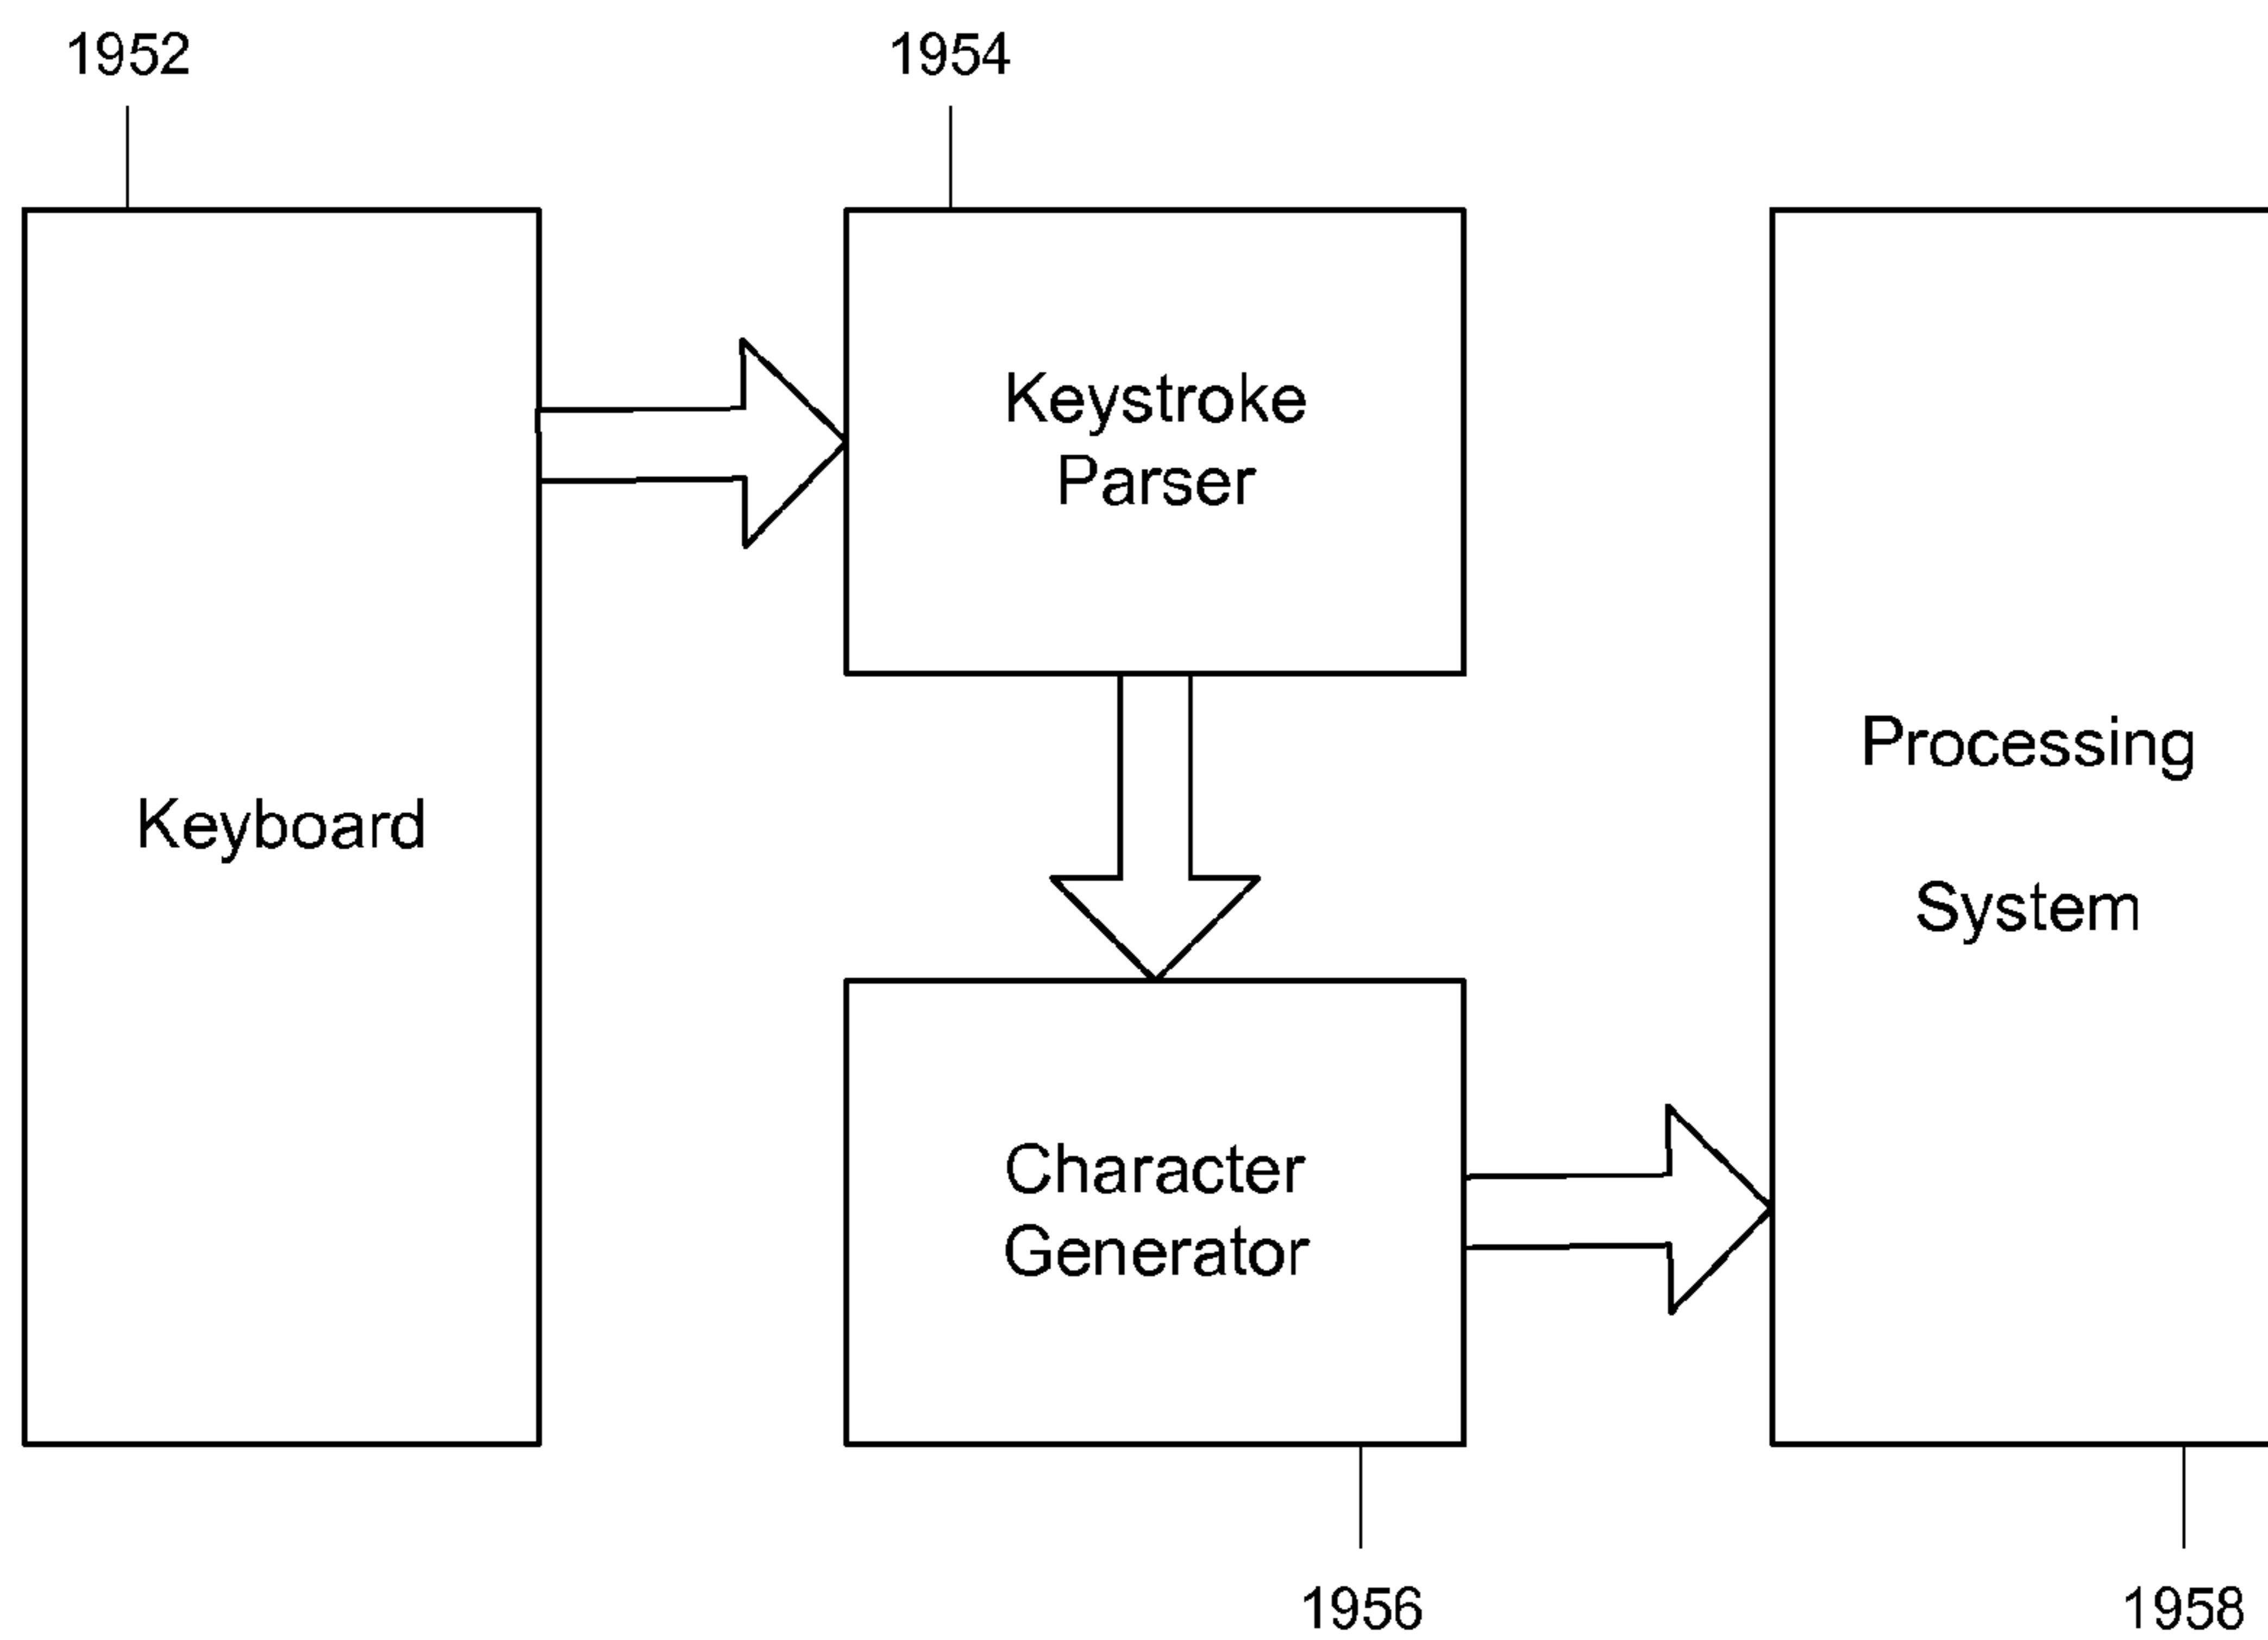 1952
1954
Keyboard
Keystroke
Parser
Character
Generator
Processing
System
1956
1958